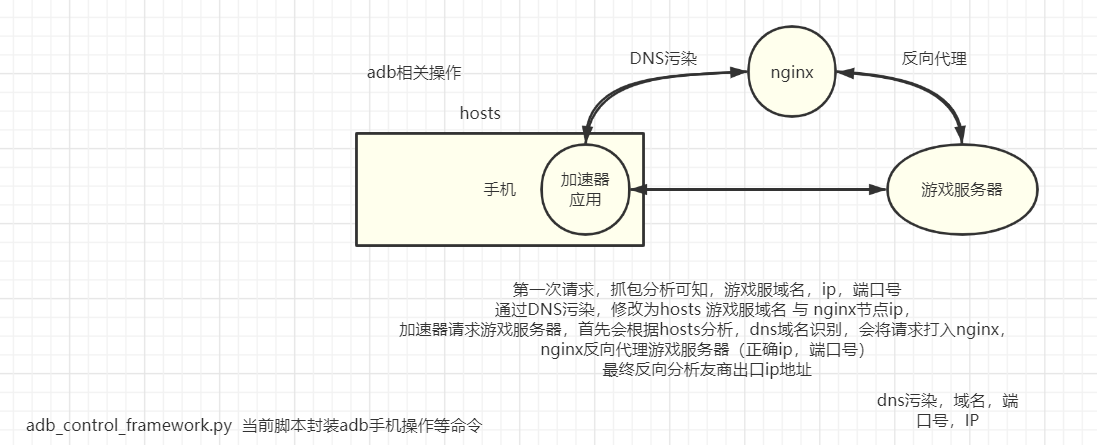 DNS污染
反向代理
adb相关操作
nginx
hosts
手机
加速器
应用
游戏服务器
第一次请求，抓包分析可知，游戏服域名，ip，端口号
通过DNS污染，修改为hosts 游戏服域名 与 nginx节点ip，
加速器请求游戏服务器，首先会根据hosts分析，dns域名识别，会将请求打入nginx，
nginx反向代理游戏服务器（正确ip，端口号）
最终反向分析友商出口ip地址
dns污染，域名，端
口号，IP
adb_control_framework.py 当前脚本封装adb手机操作等命令